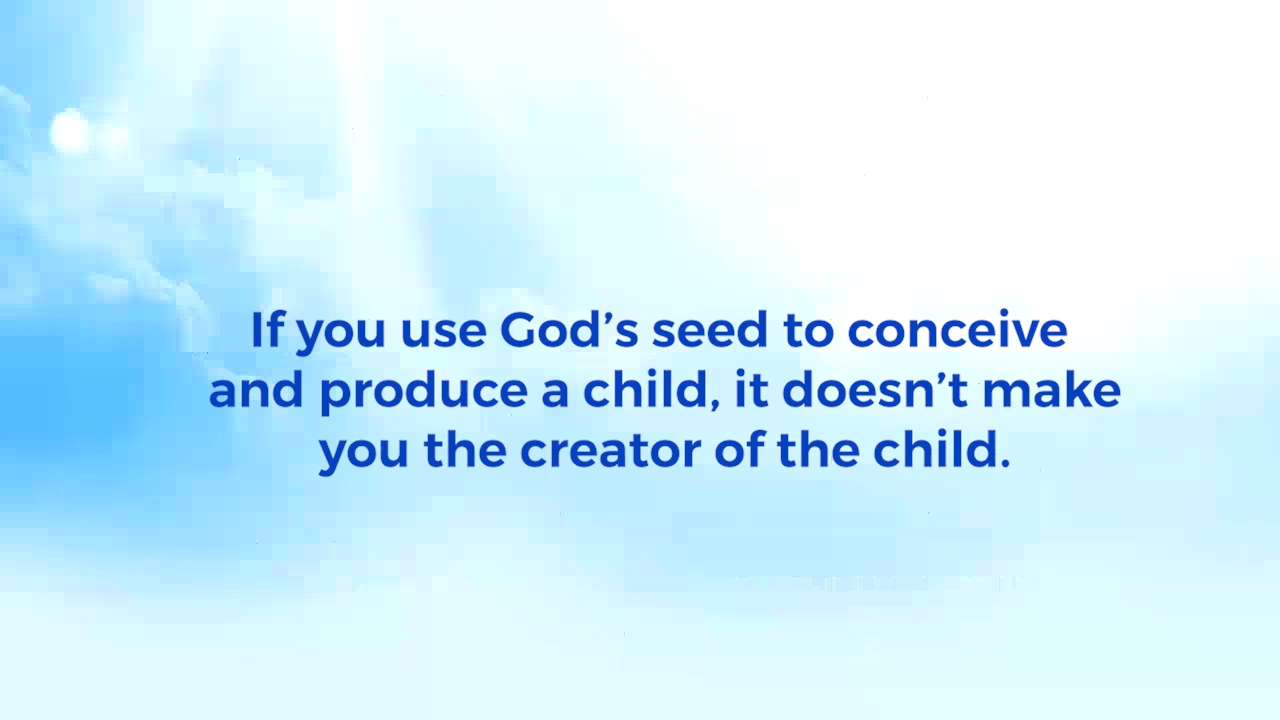 If you use God’s seed to conceive
and produce a child, it doesn’t make
you the creator of the child.